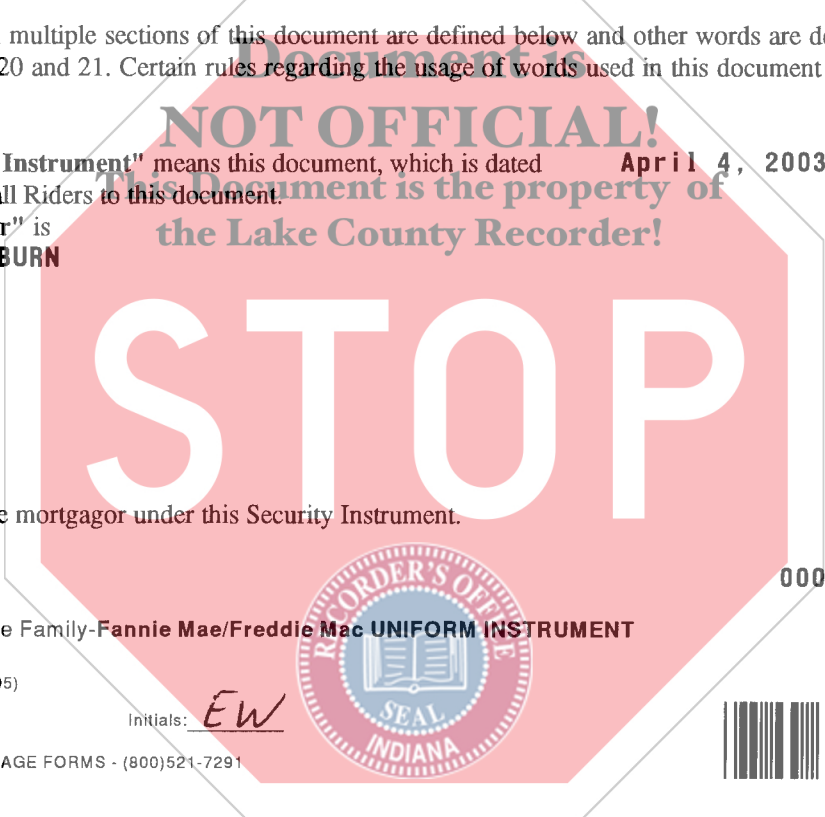 multiple sections of this document are defined below and other words are
20 and 21. Certain rules regarding the usage of words used in this document
Document is
NOT OFFICIAL!
Instrument" means this document, which is dated April 4, 2003
all Riders to this document.
This Document is the property of
r" is
the Lake County Recorder!
BURN
STOP
mortgagor under this Security Instrument.
000
RECORDER'S OFFICE
SEAL
INDIANA
e Family-Fannie Mae/Freddie Mac UNIFORM INSTRUMENT
Initials: EW
AGE FORMS - (800)521-7291